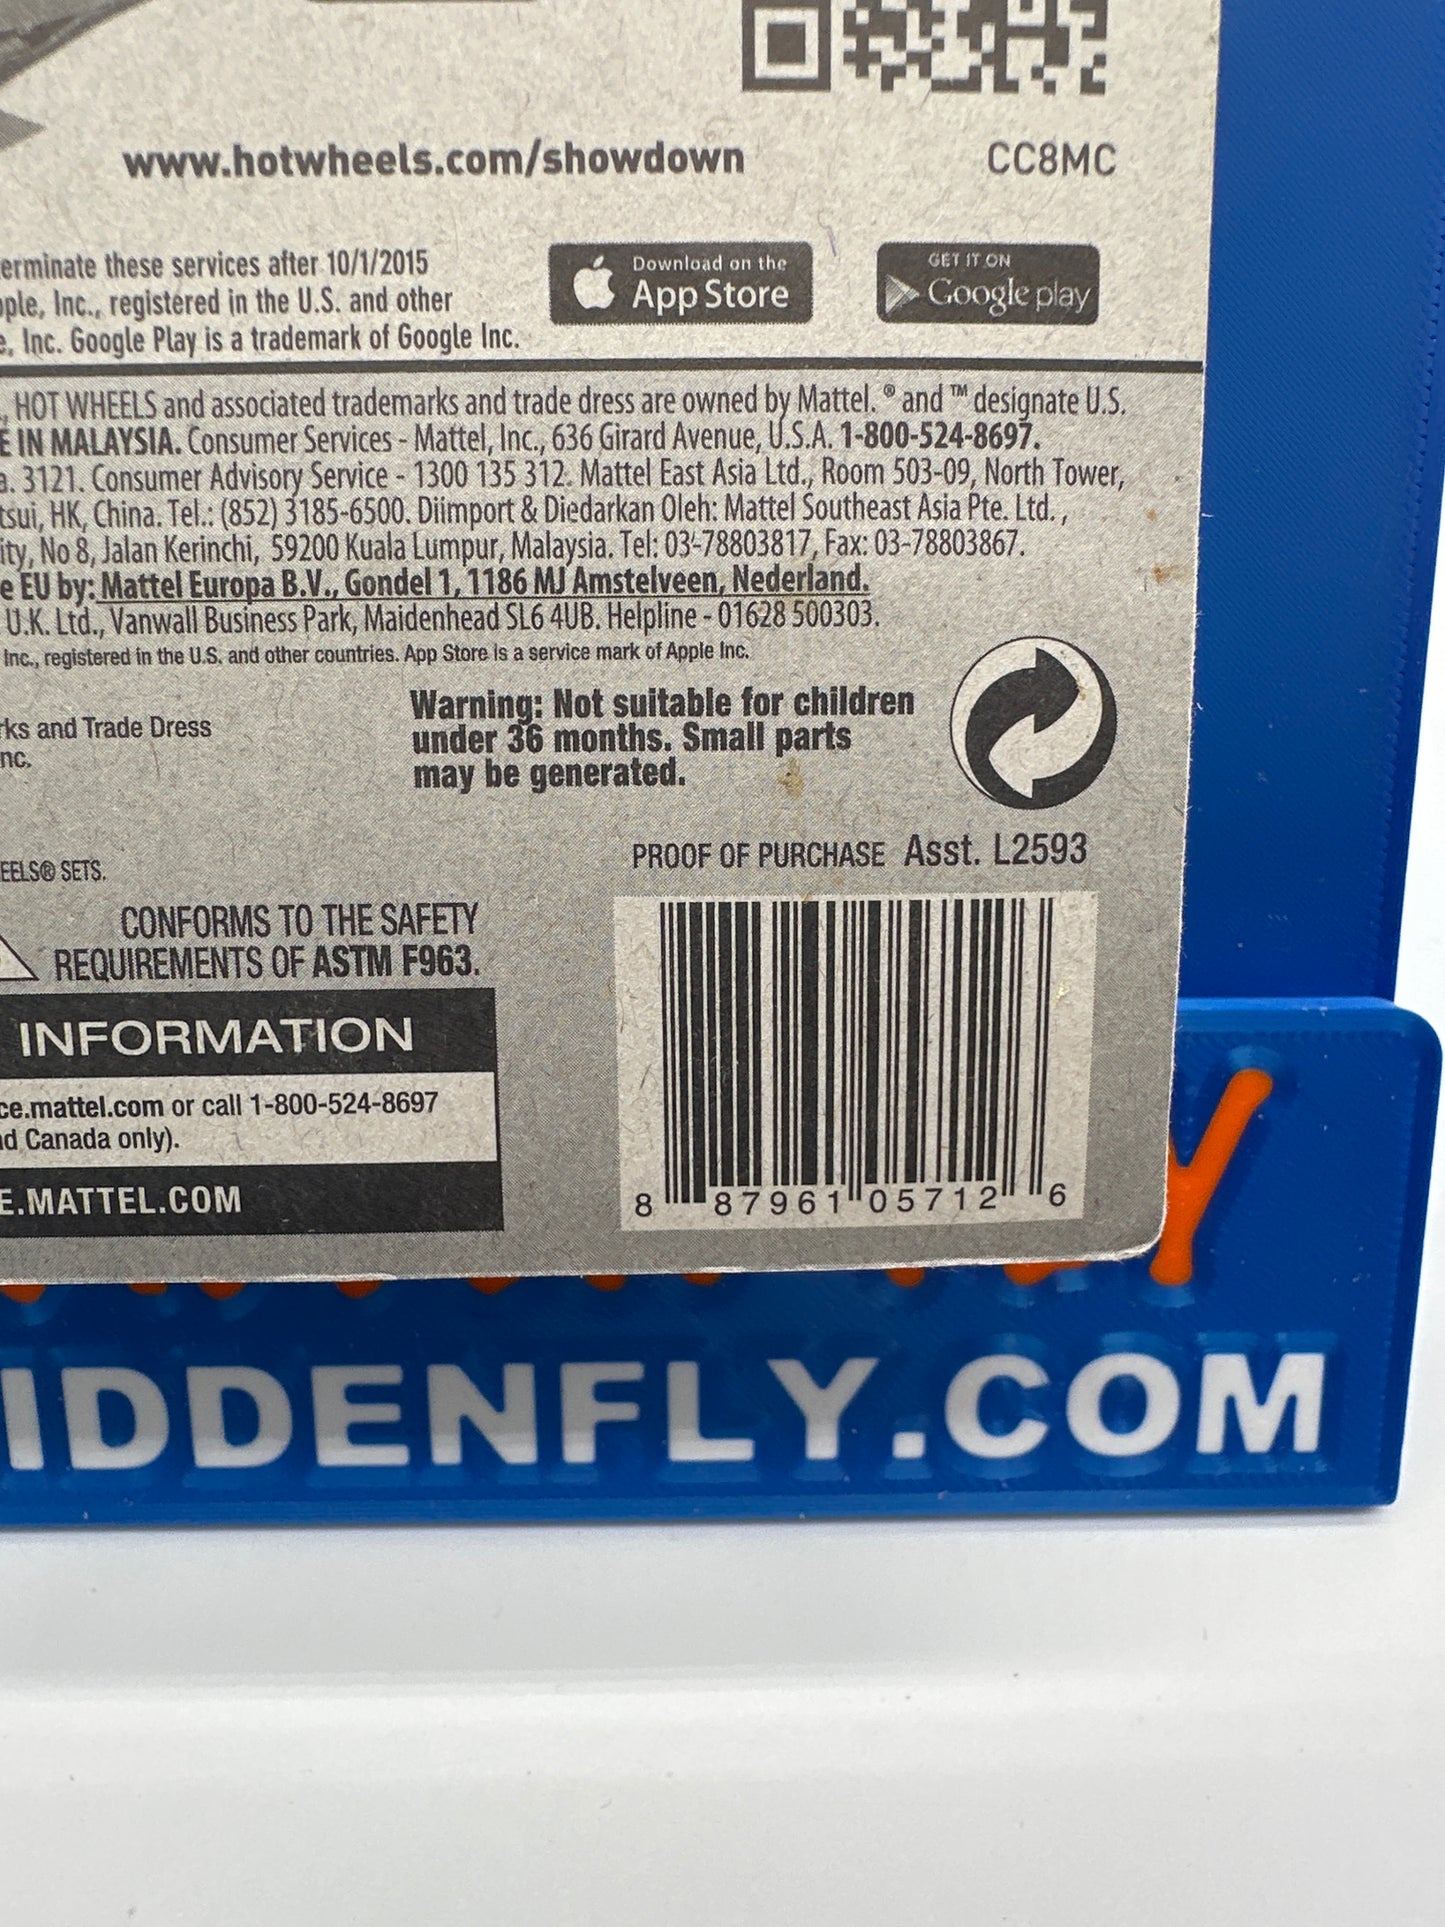 www.hotwheels.com/showdown
CC8MC
erminate these services after 10/1/2015
pple, Inc., registered in the U.S. and other
e, Inc. Google Play is a trademark of Google Inc.
Download on the
App Store
GET IT ON
Google play
, HOT WHEELS and associated trademarks and trade dress are owned by Mattel. ® and ™ designate U.S.
E IN MALAYSIA. Consumer Services - Mattel, Inc., 636 Girard Avenue, U.S.A. 1-800-524-8697.
a. 3121. Consumer Advisory Service - 1300 135 312. Mattel East Asia Ltd., Room 503-09, North Tower,
tsui, HK, China. Tel.: (852) 3185-6500. Diimport & Diedarkan Oleh: Mattel Southeast Asia Pte. Ltd.,
ity, No 8, Jalan Kerinchi, 59200 Kuala Lumpur, Malaysia. Tel: 03-78803817, Fax: 03-78803867.
e EU by: Mattel Europa B.V., Gondel 1, 1186 MJ Amstelveen, Nederland.
U.K. Ltd., Vanwall Business Park, Maidenhead SL6 4UB. Helpline - 01628 500303.
Inc., registered in the U.S. and other countries. App Store is a service mark of Apple Inc.
rks and Trade Dress
nc.
Warning: Not suitable for children
under 36 months. Small parts
may be generated.
PROOF OF PURCHASE Asst. L2593
EELS® SETS.
CONFORMS TO THE SAFETY
REQUIREMENTS OF ASTM F963.
INFORMATION
ce.mattel.com or call 1-800-524-8697
nd Canada only).
E.MATTEL.COM
8 87961 05712 6
Y
IDDENFLY.COM